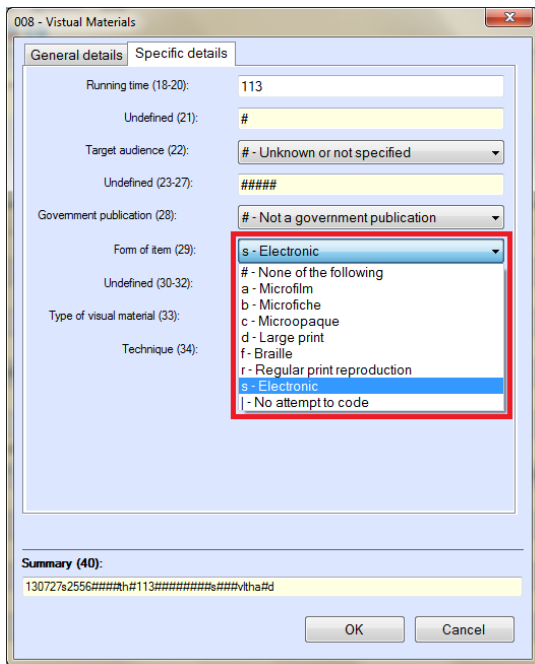 008 - Vistual Materials
General details Specific details
Running time (18-20): 113
Undefined (21): #
Target audience (22): # - Unknown or not specified
Undefined (23-27): #####
Government publication (28): # - Not a government publication
Form of item (29): s - Electronic
# - None of the following
Undefined (30-32): a - Microfilm
b - Microfiche
Type of visual material (33): c - Microopaque
d - Large print
Technique (34): f - Braille
r - Regular print reproduction
s - Electronic
| - No attempt to code
Summary (40):
130727s2556####th#113########s###vltha#d
OK Cancel